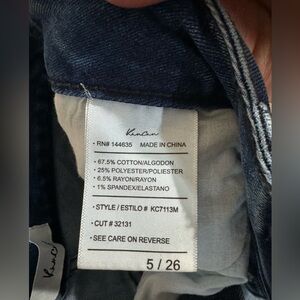 KanCan
• RN# 144635 MADE IN CHINA
• 67.5% COTTON/ALGODON
• 25% POLYESTER/POLIESTER
• 6.5% RAYON/RAYON
• 1% SPANDEX/ELASTANO
• STYLE / ESTILO # KC7113M
• CUT # 32131
• SEE CARE ON REVERSE
5 / 26